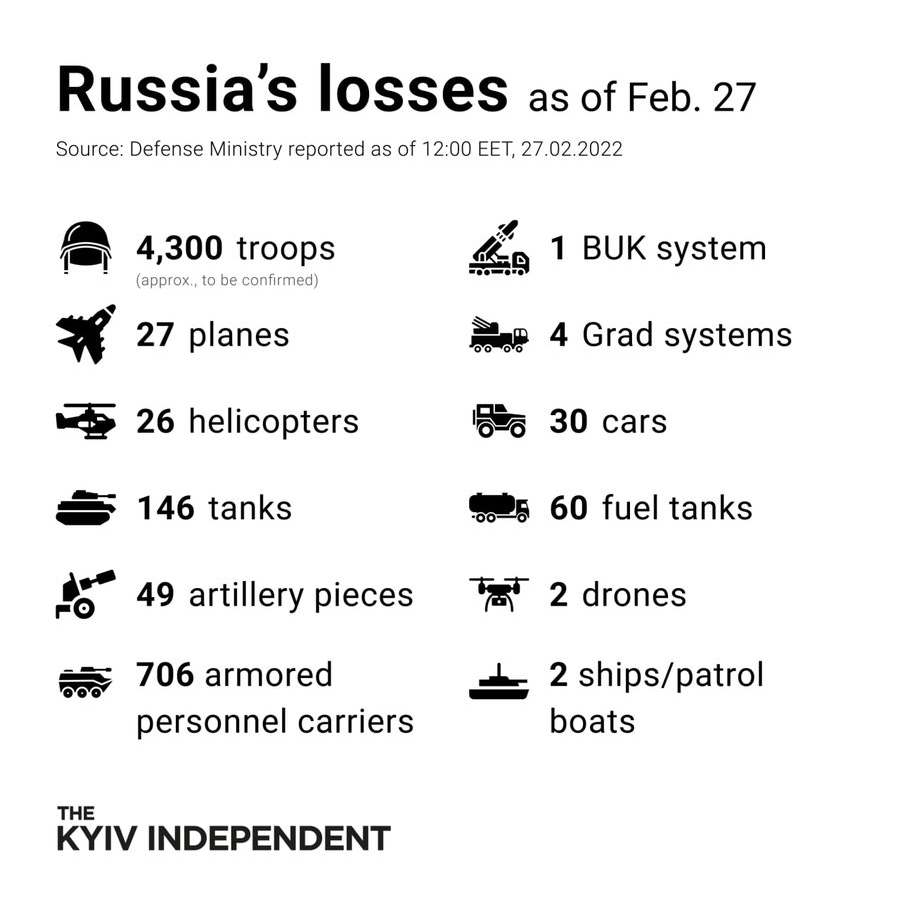 Russia's losses as of Feb. 27
Source: Defense Ministry reported as of 12:00 EET, 27.02.2022
4,300 troops
(approx., to be confirmed)
27 planes
26 helicopters
146 tanks
49 artillery pieces
706 armored
personnel carriers
1 BUK system
4 Grad systems
30 cars
60 fuel tanks
2 drones
2 ships/patrol
boats
THE
KYIV INDEPENDENT